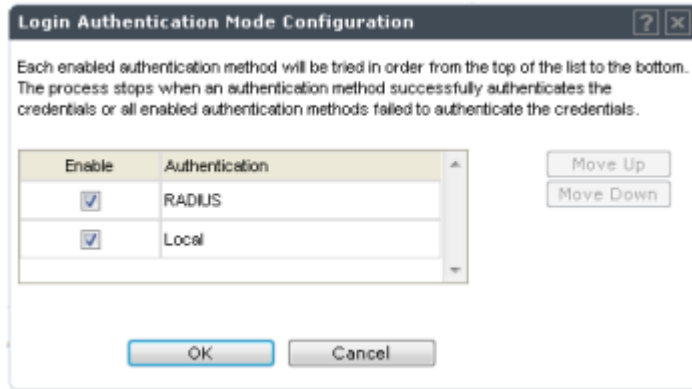 Login Authentication Mode Configuration
? ×
Each enabled authentication method will be tried in order from the top of the list to the bottom.
The process stops when an authentication method successfully authenticates the
credentials or all enabled authentication methods failed to authenticate the credentials.
Enable Authentication
RADIUS
Local
Move Up
Move Down
OK Cancel